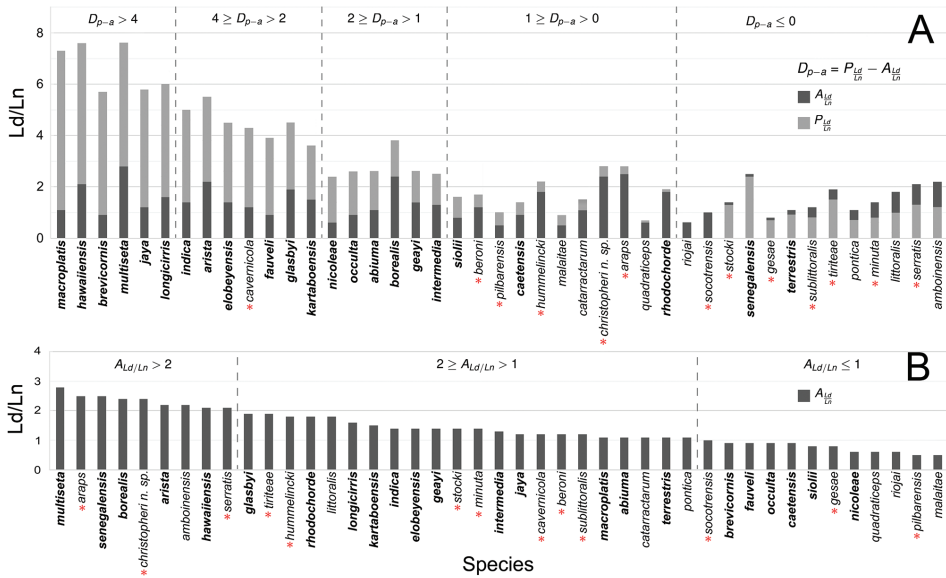 D_{p−a} > 4
4 ≥ D_{p−a} > 2
2 ≥ D_{p−a} > 1
1 ≥ D_{p−a} > 0
D_{p−a} ≤ 0
A
D_{p−a} = P_{Ld/Ln} − A_{Ld/Ln}
A_{Ld/Ln}
P_{Ld/Ln}
Ld/Ln
8
6
4
2
0
macroplatis
hawaiiensis
brevicornis
multiseta
jaya
longicirris
indica
arista
elobeyensis
* cavernicola
fauveli
glasbyi
kartaboensis
nicoleae
occulta
abiuma
borealis
geayi
intermedia
siolii
* beroni
* pilbarensis
caetensis
* hummelincki
malaitae
catarractarum
* christopheri n. sp.
* araps
quadraticeps
rhodochorde
riojai
* socotrensis
* stocki
senegalensis
* gesae
terrestris
* sublittoralis
* tiriteae
pontica
* minuta
littoralis
* serratis
amboinensis
A_{Ld/Ln} > 2
2 ≥ A_{Ld/Ln} > 1
A_{Ld/Ln} ≤ 1
B
A_{Ld/Ln}
Ld/Ln
4
3
2
1
0
multiseta
* araps
senegalensis
borealis
* christopheri n. sp.
arista
amboinensis
hawaiiensis
* serratis
glasbyi
* tiriteae
* hummelincki
rhodochorde
littoralis
longicirris
kartaboensis
indica
elobeyensis
geayi
* stocki
* minuta
intermedia
jaya
* cavernicola
* beroni
* sublittoralis
macroplatis
abiuma
catarractarum
terrestris
pontica
* socotrensis
brevicornis
fauveli
occulta
caetensis
siolii
* gesae
nicoleae
quadraticeps
riojai
* pilbarensis
malaitae
Species